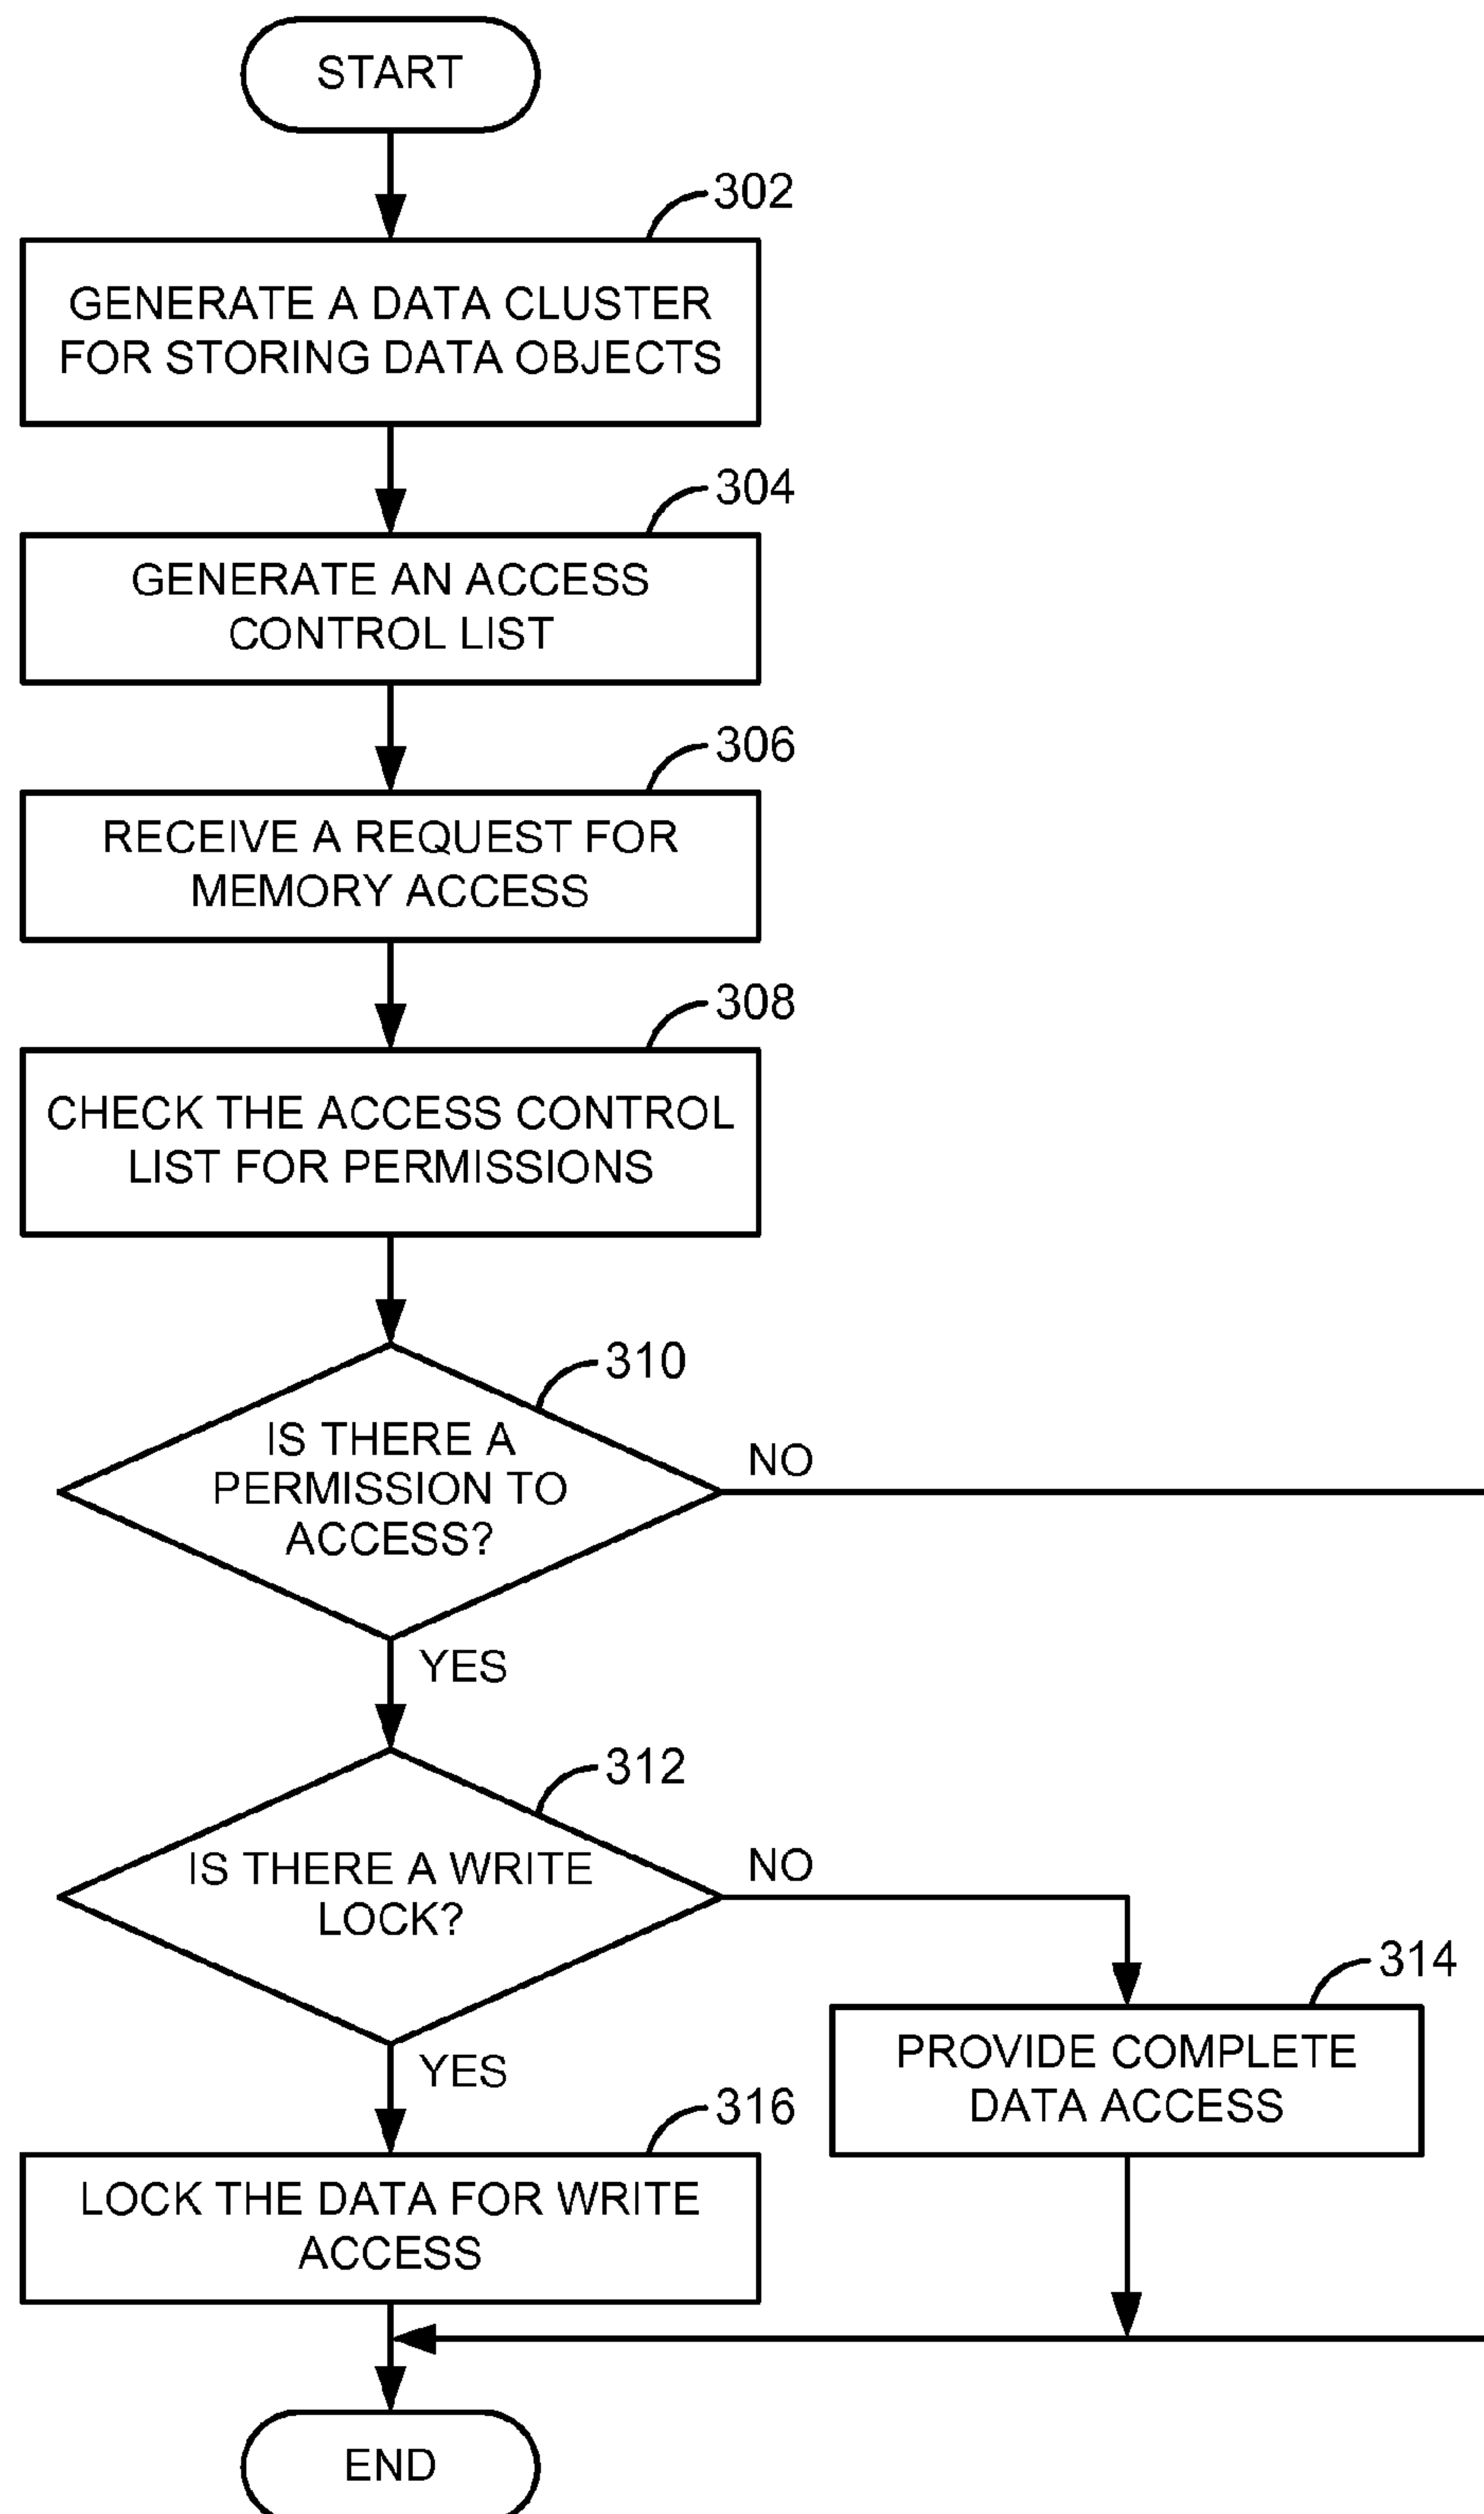 START
302
GENERATE A DATA CLUSTER
FOR STORING DATA OBJECTS
304
GENERATE AN ACCESS
CONTROL LIST
306
RECEIVE A REQUEST FOR
MEMORY ACCESS
308
CHECK THE ACCESS CONTROL
LIST FOR PERMISSIONS
310
IS THERE A
PERMISSION TO
ACCESS?
NO
YES
312
IS THERE A WRITE
LOCK?
NO
314
PROVIDE COMPLETE
DATA ACCESS
YES
316
LOCK THE DATA FOR WRITE
ACCESS
END